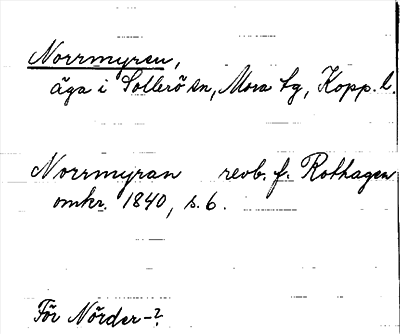 Norrmyren,
äga i Sollerö sn, Mora tg, Kopp. l.
Norrmyran revb. f. Rothagen
omkr. 1840, s. 6.
För Nörder-?